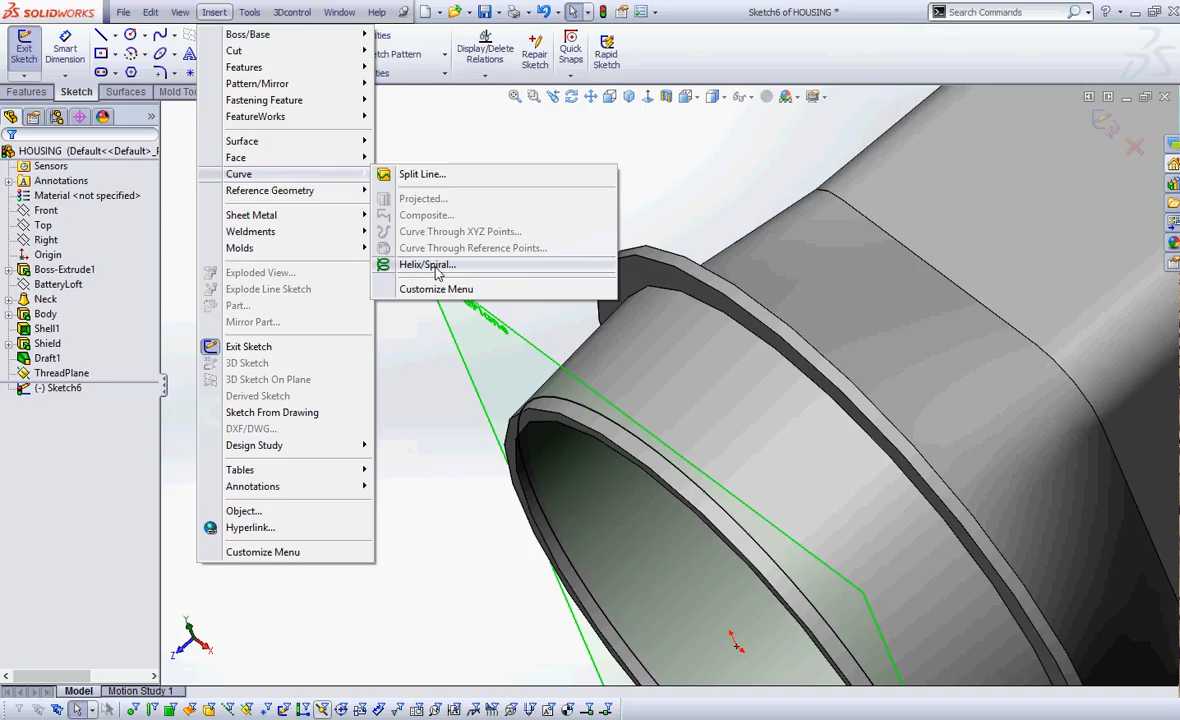 SOLIDWORKS File Edit View Insert Tools 3Dcontrol Window Help Sketch6 of HOUSING * Search Commands
Exit Sketch
Smart Dimension
ities
tch Pattern
ties
Display/Delete Relations
Repair Sketch
Quick Snaps
Rapid Sketch
Features Sketch Surfaces Mold Too
HOUSING (Default<<Default>_
Sensors
Annotations
Material <not specified>
Front
Top
Right
Origin
Boss-Extrude1
BatteryLoft
Neck
Body
Shell1
Shield
Draft1
ThreadPlane
(-) Sketch6
Boss/Base
Cut
Features
Pattern/Mirror
Fastening Feature
FeatureWorks
Surface
Face
Curve
Reference Geometry
Sheet Metal
Weldments
Molds
Exploded View...
Explode Line Sketch
Part...
Mirror Part...
Exit Sketch
3D Sketch
3D Sketch On Plane
Derived Sketch
Sketch From Drawing
DXF/DWG...
Design Study
Tables
Annotations
Object...
Hyperlink...
Customize Menu
Split Line...
Projected...
Composite...
Curve Through XYZ Points...
Curve Through Reference Points...
Helix/Spiral...
Customize Menu
Y
Z
X
Model Motion Study 1